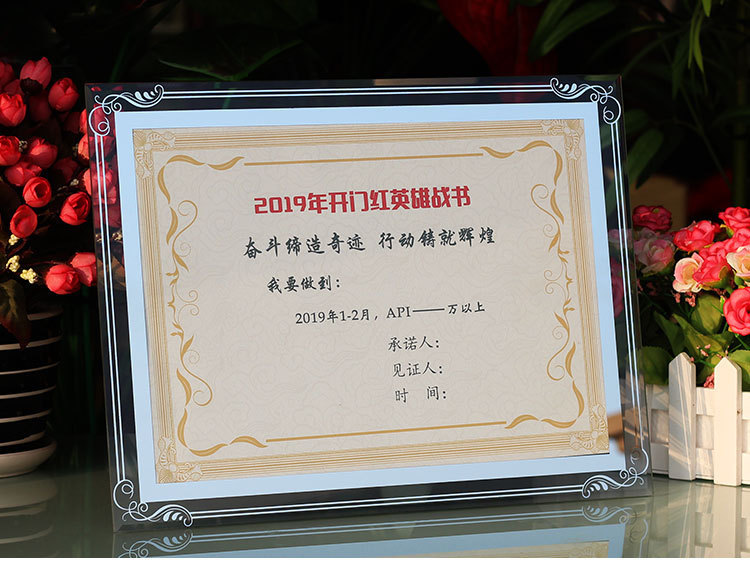 2019年开门红英雄战书
奋斗缔造奇迹 行动铸就辉煌
我要做到：
2019年1-2月，API——万以上
承诺人：
见证人：
时 间：